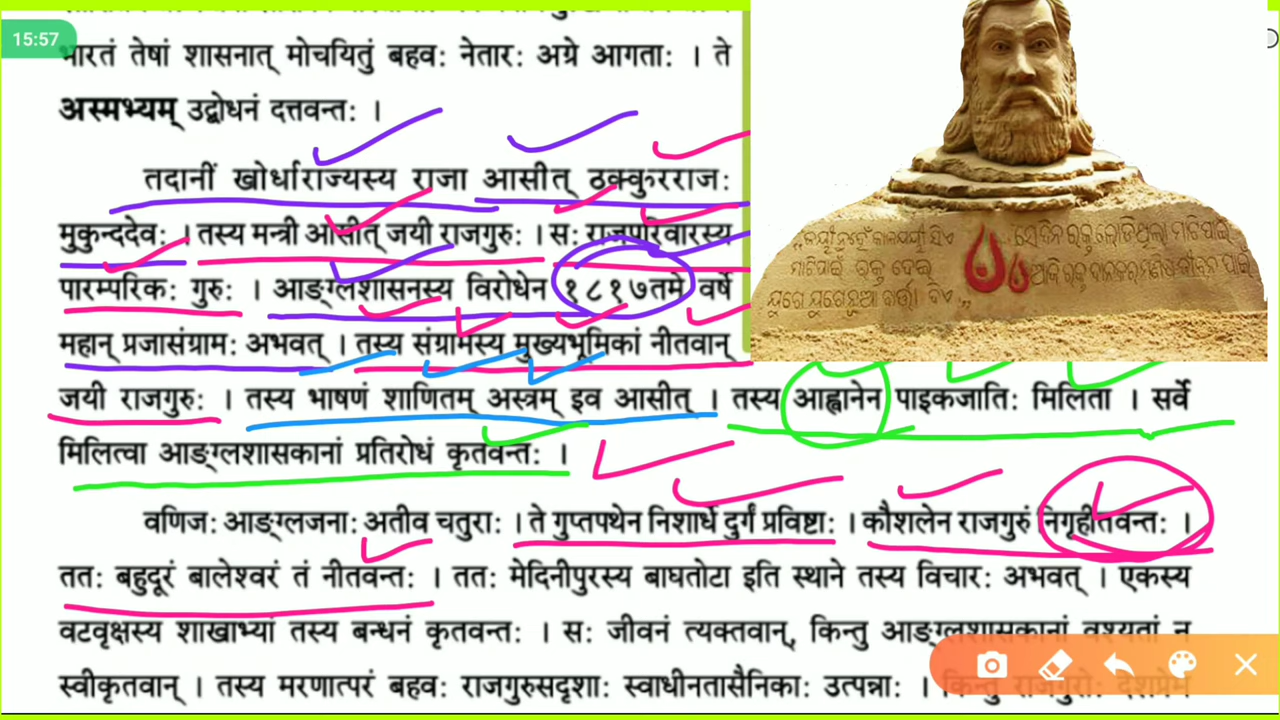 15:57
भारतं तेषां शासनात् मोचयितुं बहवः नेतारः अग्रे आगताः । ते
अस्मभ्यम् उद्बोधनं दत्तवन्तः ।
तदानीं खोर्धाराज्यस्य राजा आसीत् ठक्कुरराजः
मुकुन्ददेवः । तस्य मन्त्री आसीत् जयी राजगुरुः । सः राजपरिवारस्य
पारम्परिकः गुरुः । आङ्ग्लशासनस्य विरोधेन १८१७तमे वर्षे
महान् प्रजासंग्रामः अभवत् । तस्य संग्रामस्य मुख्यभूमिकां नीतवान्
जयी राजगुरुः । तस्य भाषणं शाणितम् अस्त्रम् इव आसीत् । तस्य आह्वानेन पाइकजातिः मिलिता । सर्वे
मिलित्वा आङ्ग्लशासकानां प्रतिरोधं कृतवन्तः ।
वणिजः आङ्ग्लजनाः अतीव चतुराः । ते गुप्तपथेन निशार्धे दुर्गं प्रविष्टाः । कौशलेन राजगुरुं निगृहीतवन्तः ।
ततः बहुदूरं बालेश्वरं तं नीतवन्तः । ततः मेदिनीपुरस्य बाघतोटा इति स्थाने तस्य विचारः अभवत् । एकस्य
वटवृक्षस्य शाखाभ्यां तस्य बन्धनं कृतवन्तः । सः जीवनं त्यक्तवान्, किन्तु आङ्ग्लशासकानां वश्यतां न
स्वीकृतवान् । तस्य मरणात्परं बहवः राजगुरुसदृशाः स्वाधीनतासैनिकाः उत्पन्नाः । किन्तु राजगुरोः देशप्रेम
ମାଟିପାଇଁ ରକ୍ତ ଦେଇ
ଯୁଗେ ଯୁଗେ